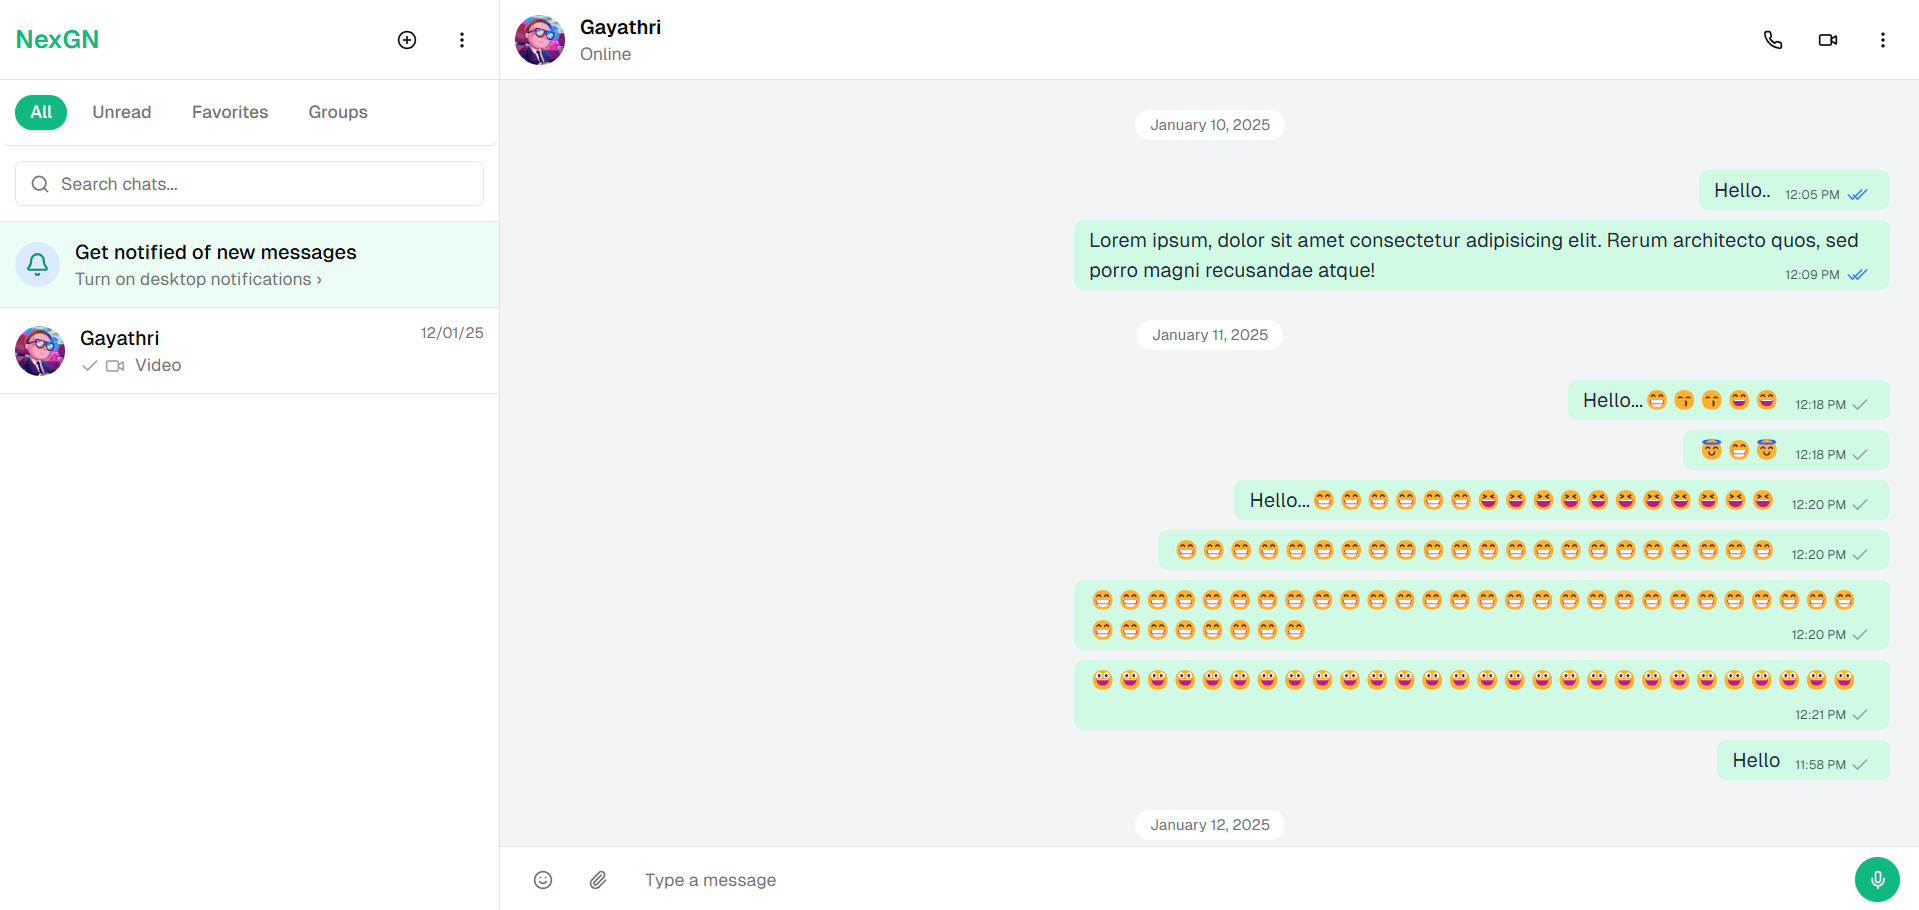 NexGN
All Unread Favorites Groups
Search chats...
Get notified of new messages
Turn on desktop notifications ›
Gayathri 12/01/25
Video
Gayathri
Online
January 10, 2025
Hello.. 12:05 PM
Lorem ipsum, dolor sit amet consectetur adipisicing elit. Rerum architecto quos, sed
porro magni recusandae atque! 12:09 PM
January 11, 2025
Hello...😁😙😙😄😄 12:18 PM
😇😁😇 12:18 PM
Hello...😁😁😁😁😁😁😆😆😆😆😆😆😆😆😆😆😆 12:20 PM
😁😁😁😁😁😁😁😁😁😁😁😁😁😁😁😁😁😁😁😁😁😁 12:20 PM
😁😁😁😁😁😁😁😁😁😁😁😁😁😁😁😁😁😁😁😁😁😁😁😁😁😁😁😁
😁😁😁😁😁😁😁😁 12:20 PM
😀😀😀😀😀😀😀😀😀😀😀😀😀😀😀😀😀😀😀😀😀😀😀😀😀😀😀😀
12:21 PM
Hello 11:58 PM
January 12, 2025
Type a message